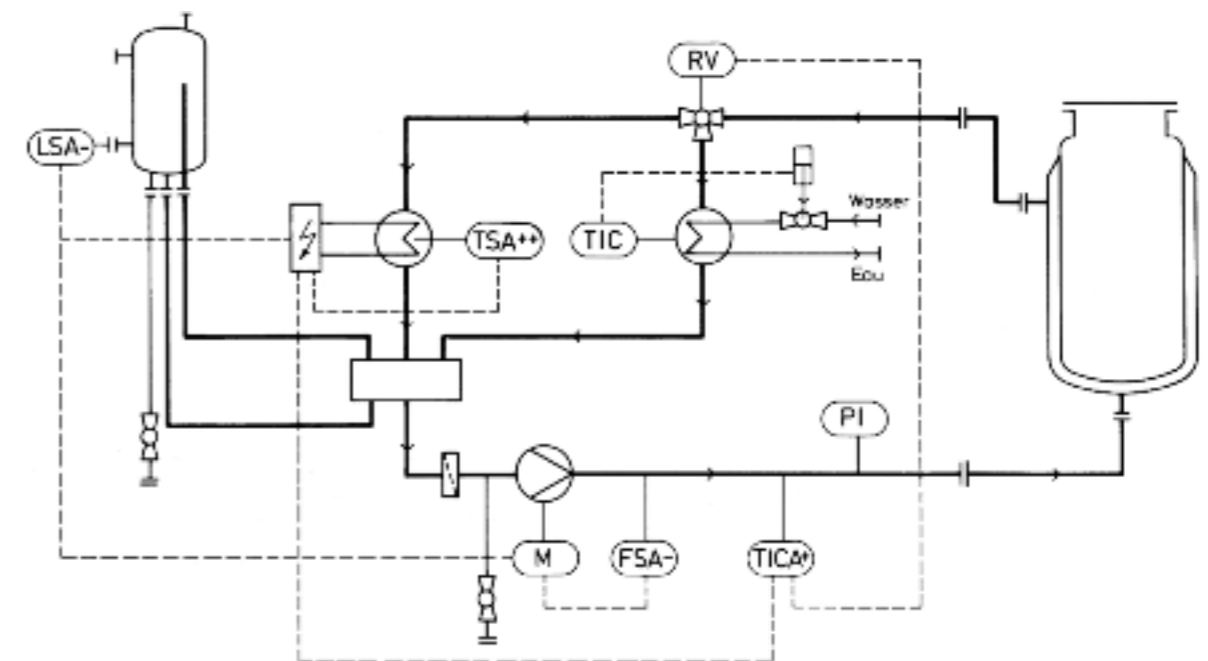 RV
LSA-
Wasser
TSA++
TIC
Eau
PI
M
FSA-
TICA+